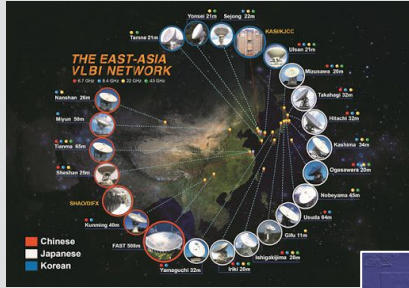 Yonsei 21m
Sejong 22m
KASI/KJCC
Tamna 21m
Ulsan 21m
THE EAST-ASIA
VLBI NETWORK
6.7 GHz 8.4 GHz 22 GHz 43 GHz
Mizusawa 20m
Takahagi 32m
Nanshan 26m
Hitachi 32m
Miyun 50m
Kashima 34m
Tianma 65m
Ogasawara 20m
Sheshan 25m
Nobeyama 45m
SHAO/DiFX
Usuda 64m
Kunming 40m
Gifu 11m
FAST 500m
Ishigakijima 20m
Yamaguchi 32m
Iriki 20m
Chinese
Japanese
Korean